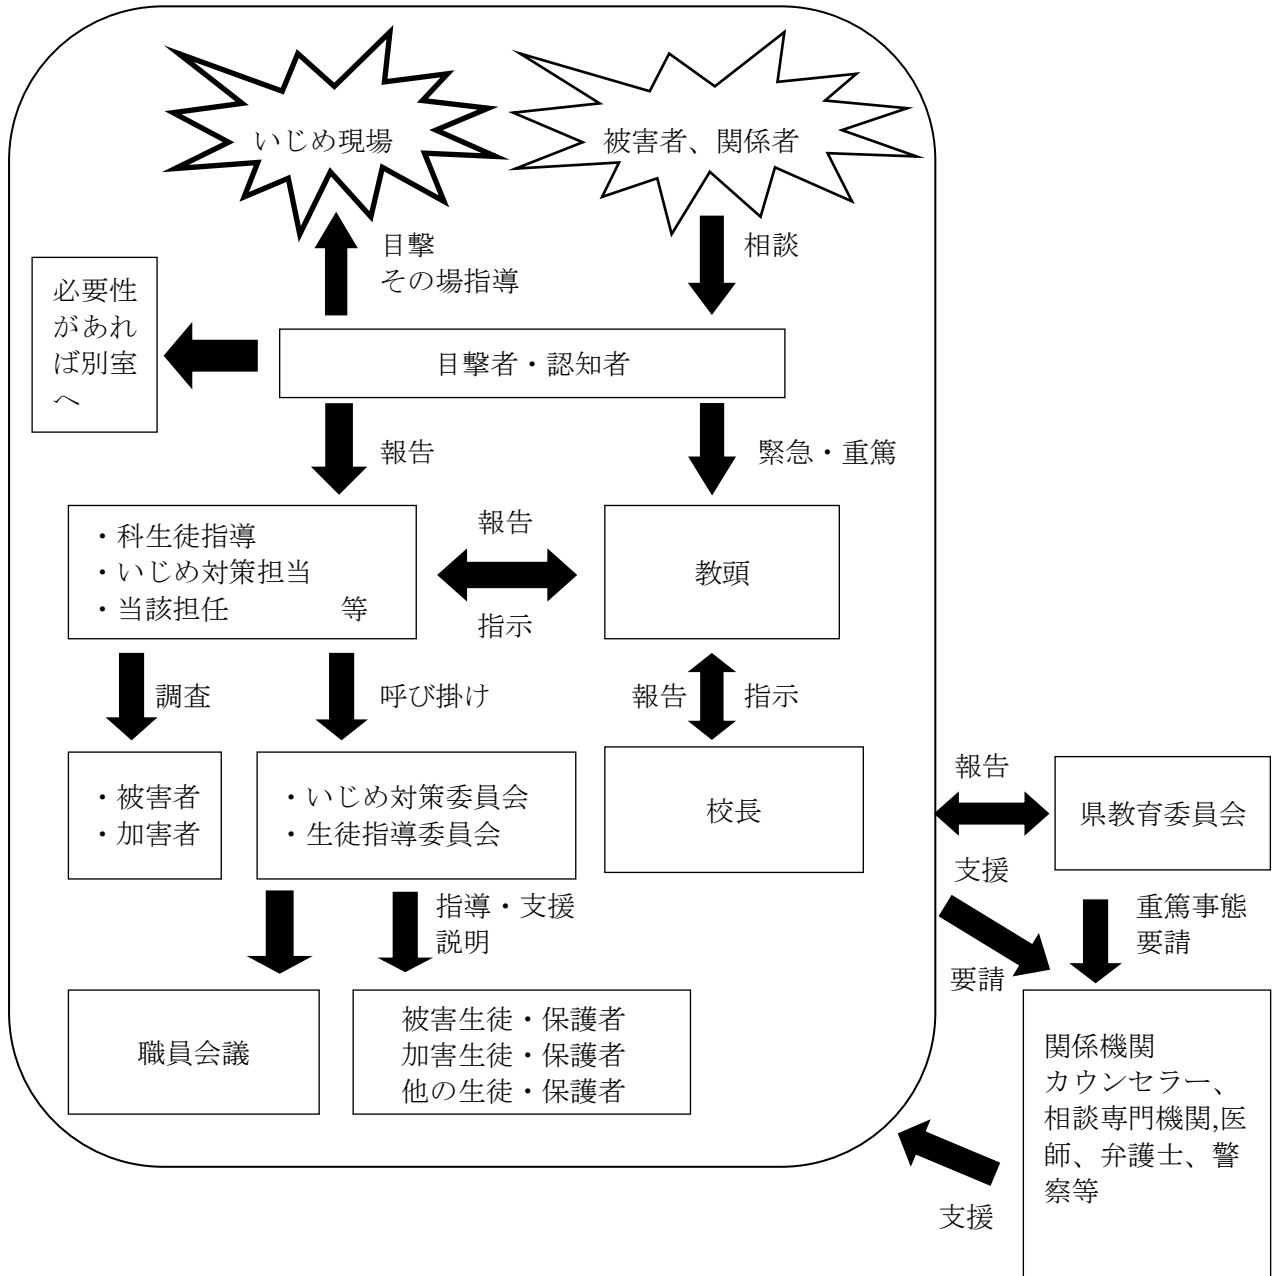 いじめ現場
被害者、関係者
目撃
その場指導
相談
必要性
があれ
ば別室
へ
目撃者・認知者
報告
緊急・重篤
・科生徒指導
・いじめ対策担当
・当該担任 等
報告
指示
教頭
調査
呼び掛け
報告
指示
・被害者
・加害者
・いじめ対策委員会
・生徒指導委員会
校長
報告
支援
県教育委員会
指導・支援
説明
重篤事態
要請
要請
職員会議
被害生徒・保護者
加害生徒・保護者
他の生徒・保護者
関係機関
カウンセラー、
相談専門機関,医
師、弁護士、警
察等
支援